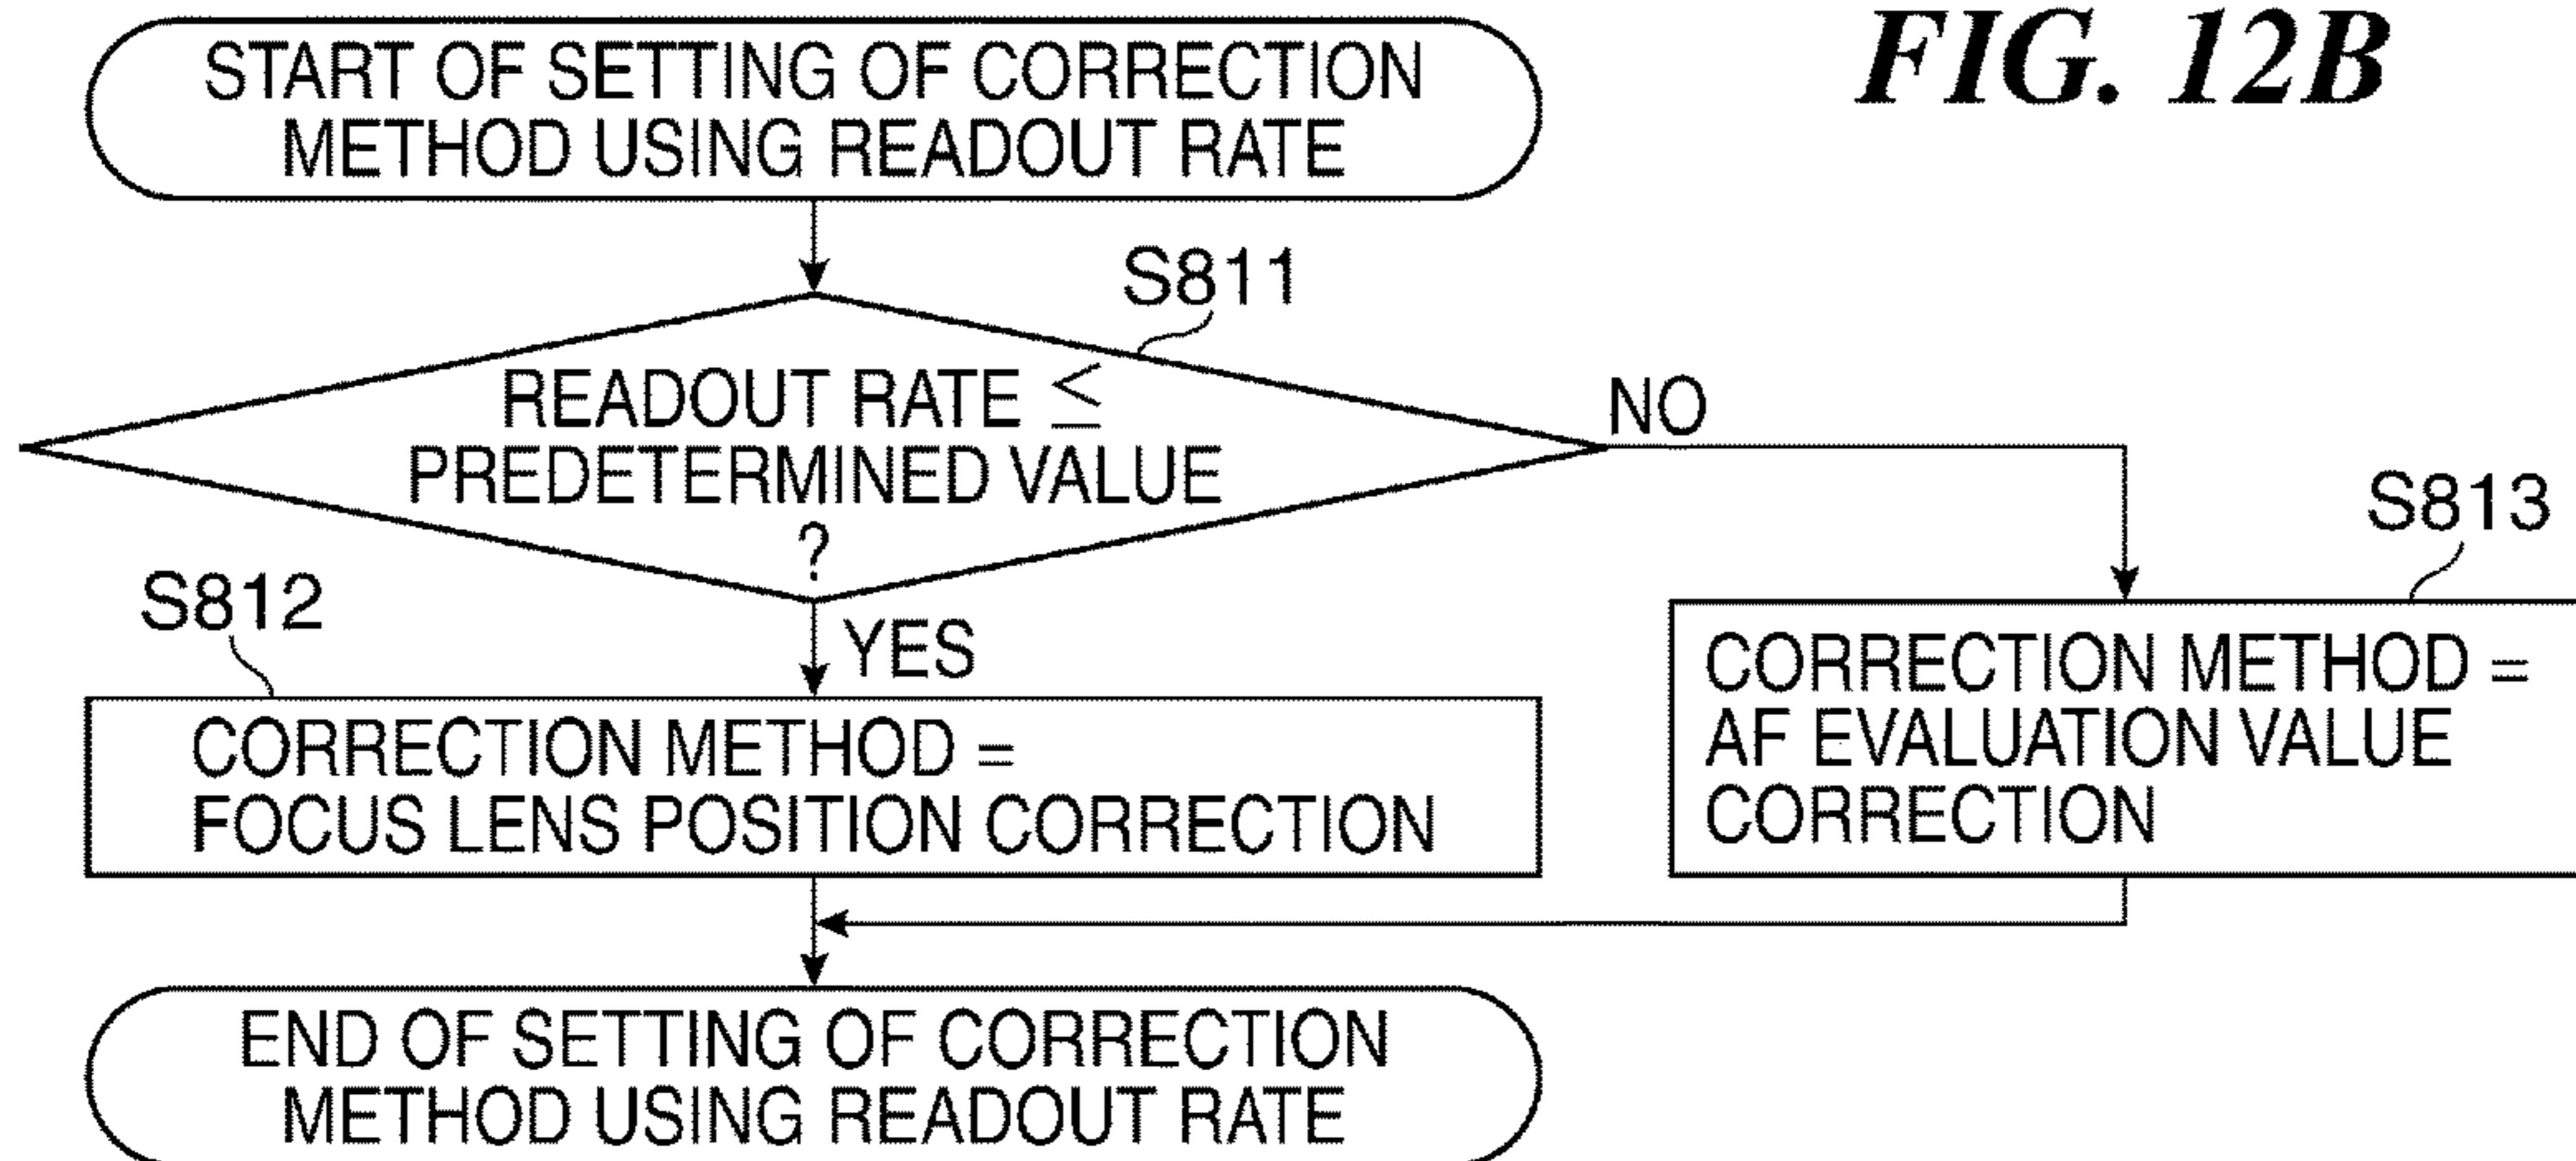 FIG. 12B
START OF SETTING OF CORRECTION
METHOD USING READOUT RATE
S811
READOUT RATE ≤
PREDETERMINED VALUE
?
NO
YES
S812
CORRECTION METHOD =
FOCUS LENS POSITION CORRECTION
S813
CORRECTION METHOD =
AF EVALUATION VALUE
CORRECTION
END OF SETTING OF CORRECTION
METHOD USING READOUT RATE